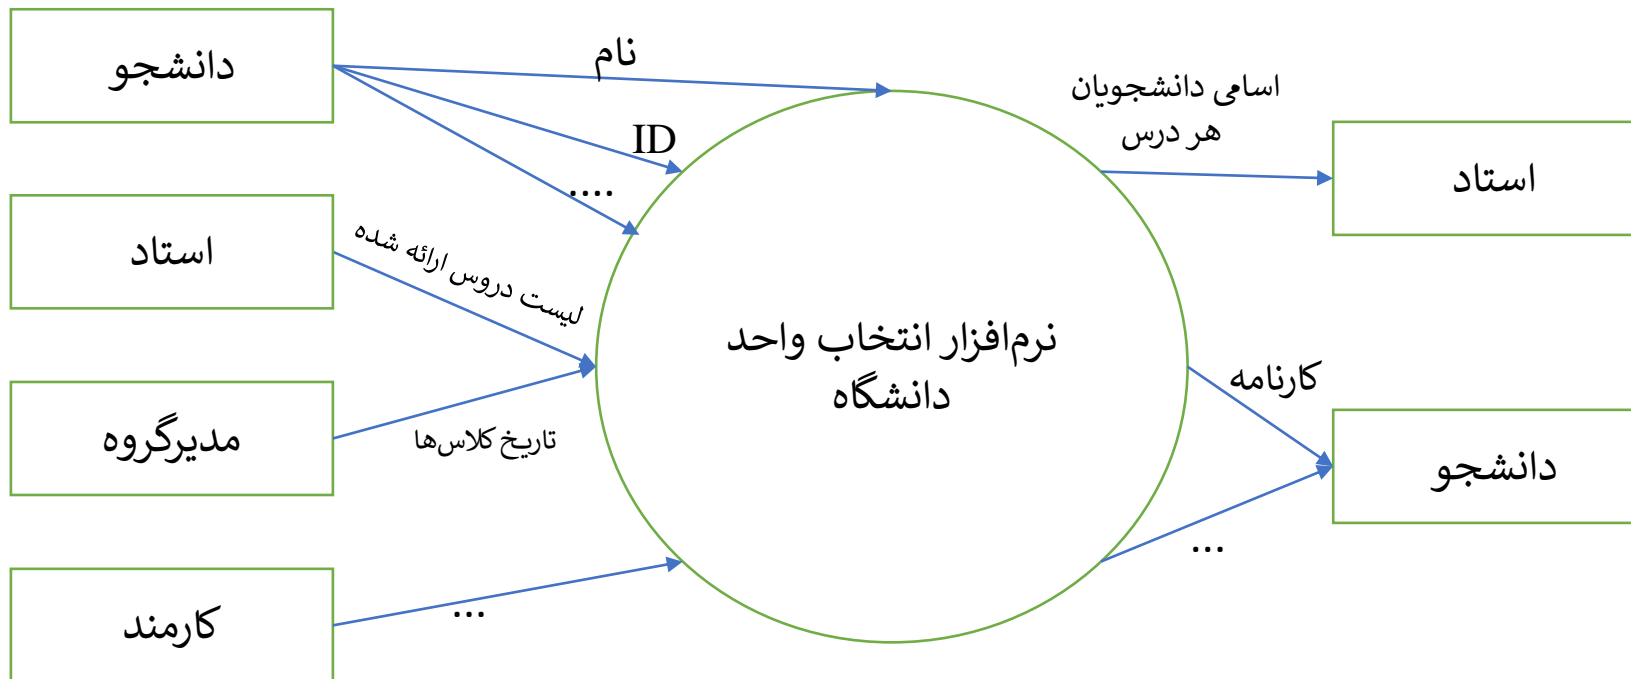 دانشجو
نام
ID
....
اسامی دانشجویان
هر درس
استاد
استاد
لیست دروس ارائه شده
نرم‌افزار انتخاب واحد
دانشگاه
مدیرگروه
تاریخ کلاس‌ها
کارنامه
دانشجو
...
کارمند
...